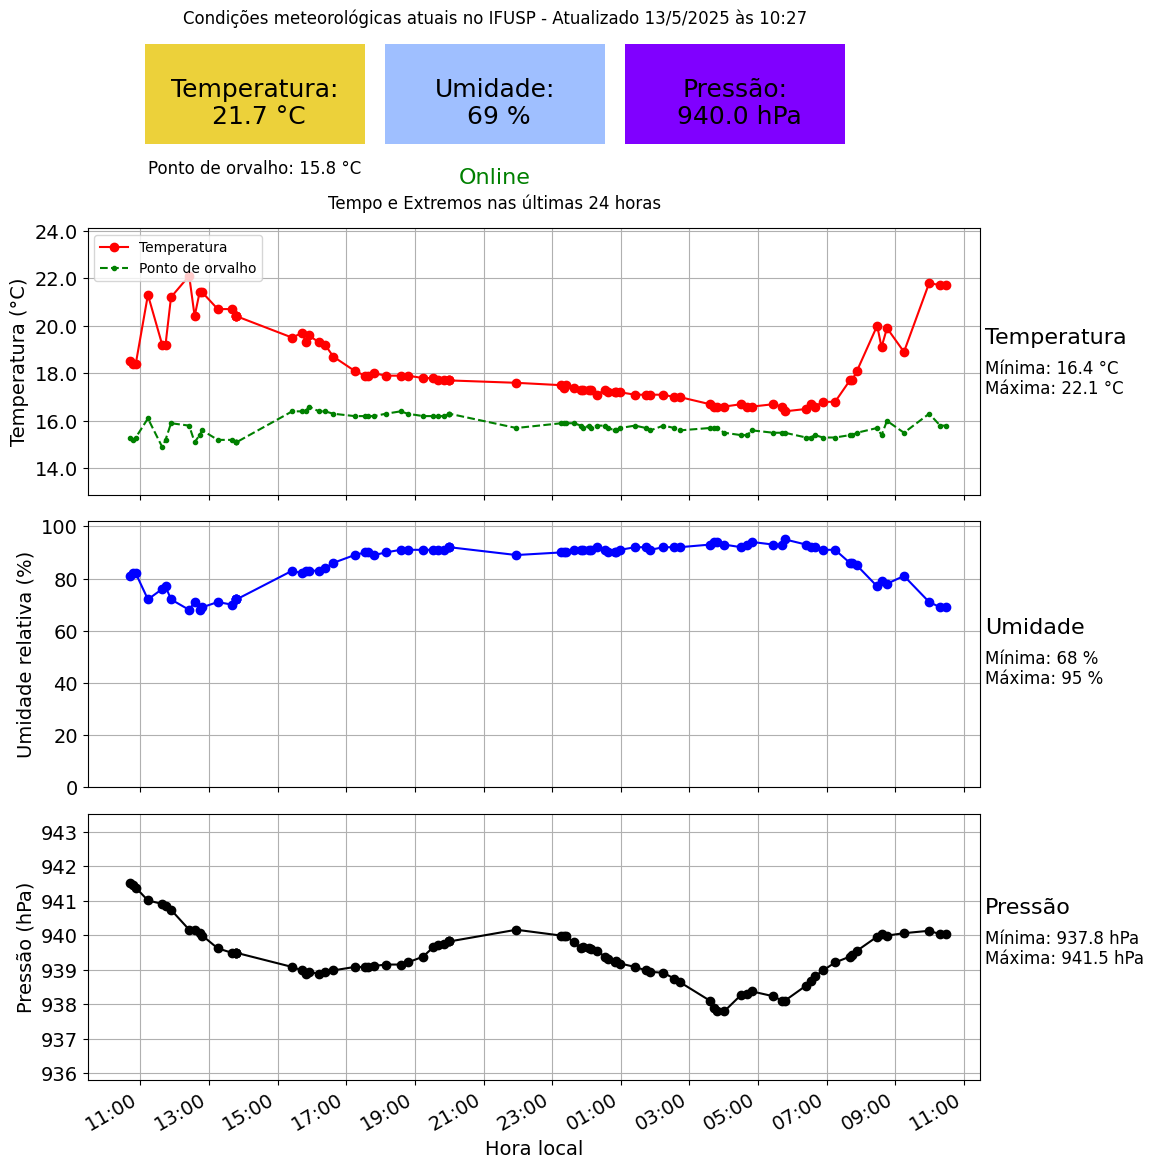 Condições meteorológicas atuais no IFUSP - Atualizado 13/5/2025 às 10:27
Temperatura:
21.7 °C
Umidade:
69 %
Pressão:
940.0 hPa
Ponto de orvalho: 15.8 °C
Online
Tempo e Extremos nas últimas 24 horas
Temperatura (°C)
24.0
22.0
20.0
18.0
16.0
14.0
Temperatura
Ponto de orvalho
Temperatura
Mínima: 16.4 °C
Máxima: 22.1 °C
Umidade relativa (%)
100
80
60
40
20
0
Umidade
Mínima: 68 %
Máxima: 95 %
Pressão (hPa)
943
942
941
940
939
938
937
936
Pressão
Mínima: 937.8 hPa
Máxima: 941.5 hPa
11:00
13:00
15:00
17:00
19:00
21:00
23:00
01:00
03:00
05:00
07:00
09:00
11:00
Hora local